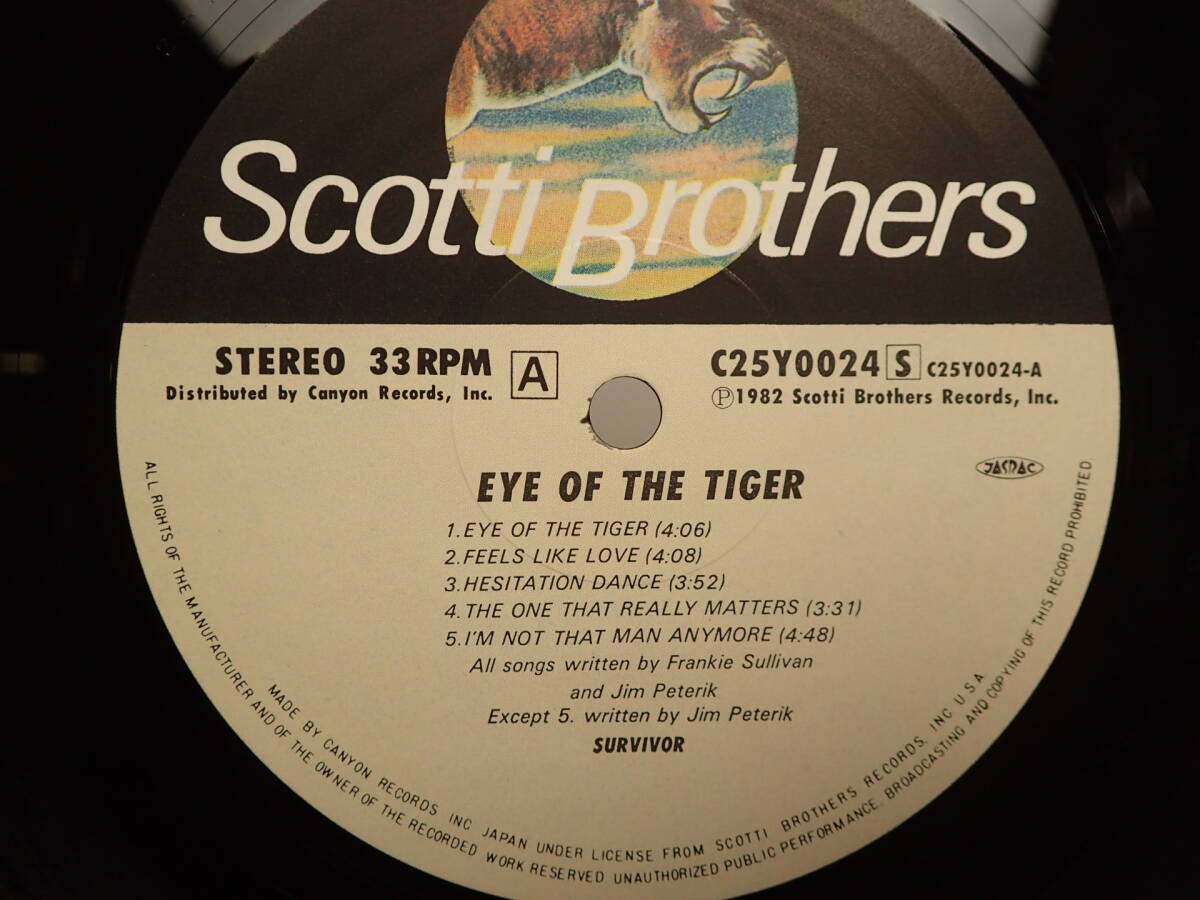 Scotti Brothers
STEREO 33RPM A
Distributed by Canyon Records, Inc.
C25Y0024 S C25Y0024-A
Ⓟ1982 Scotti Brothers Records, Inc.
JASRAC
EYE OF THE TIGER
1.EYE OF THE TIGER (4:06)
2.FEELS LIKE LOVE (4:08)
3.HESITATION DANCE (3:52)
4.THE ONE THAT REALLY MATTERS (3:31)
5.I'M NOT THAT MAN ANYMORE (4:48)
All songs written by Frankie Sullivan
and Jim Peterik
Except 5. written by Jim Peterik
SURVIVOR
MADE BY CANYON RECORDS INC JAPAN UNDER LICENSE FROM SCOTTI BROTHERS RECORDS, INC U.S.A
ALL RIGHTS OF THE MANUFACTURER AND OF THE OWNER OF THE RECORDED WORK RESERVED UNAUTHORIZED PUBLIC PERFORMANCE. BROADCASTING AND COPYING OF THIS RECORD PROHIBITED.